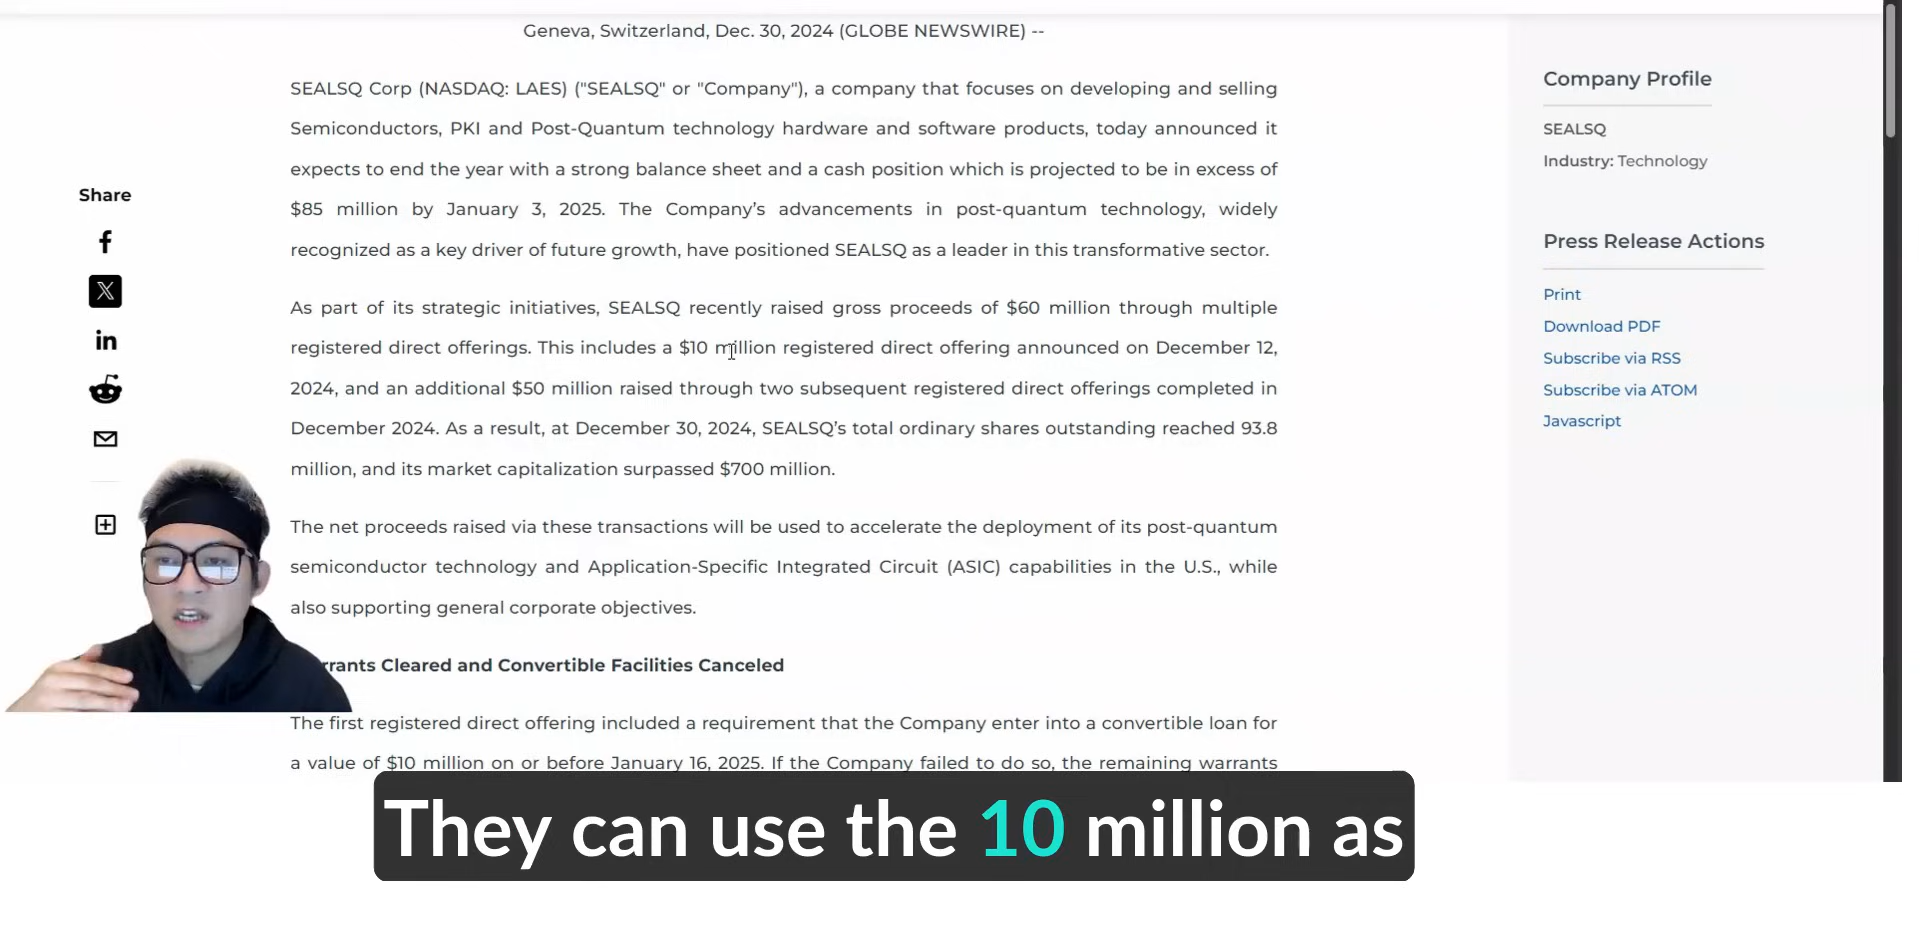 Geneva, Switzerland, Dec. 30, 2024 (GLOBE NEWSWIRE) --
SEALSQ Corp (NASDAQ: LAES) ("SEALSQ" or "Company"), a company that focuses on developing and selling
Semiconductors, PKI and Post-Quantum technology hardware and software products, today announced it
expects to end the year with a strong balance sheet and a cash position which is projected to be in excess of
$85 million by January 3, 2025. The Company’s advancements in post-quantum technology, widely
recognized as a key driver of future growth, have positioned SEALSQ as a leader in this transformative sector.
As part of its strategic initiatives, SEALSQ recently raised gross proceeds of $60 million through multiple
registered direct offerings. This includes a $10 million registered direct offering announced on December 12,
2024, and an additional $50 million raised through two subsequent registered direct offerings completed in
December 2024. As a result, at December 30, 2024, SEALSQ’s total ordinary shares outstanding reached 93.8
million, and its market capitalization surpassed $700 million.
The net proceeds raised via these transactions will be used to accelerate the deployment of its post-quantum
semiconductor technology and Application-Specific Integrated Circuit (ASIC) capabilities in the U.S., while
also supporting general corporate objectives.
rrants Cleared and Convertible Facilities Canceled
The first registered direct offering included a requirement that the Company enter into a convertible loan for
a value of $10 million on or before January 16, 2025. If the Company failed to do so, the remaining warrants
Share
Company Profile
SEALSQ
Industry: Technology
Press Release Actions
Print
Download PDF
Subscribe via RSS
Subscribe via ATOM
Javascript
They can use the 10 million as